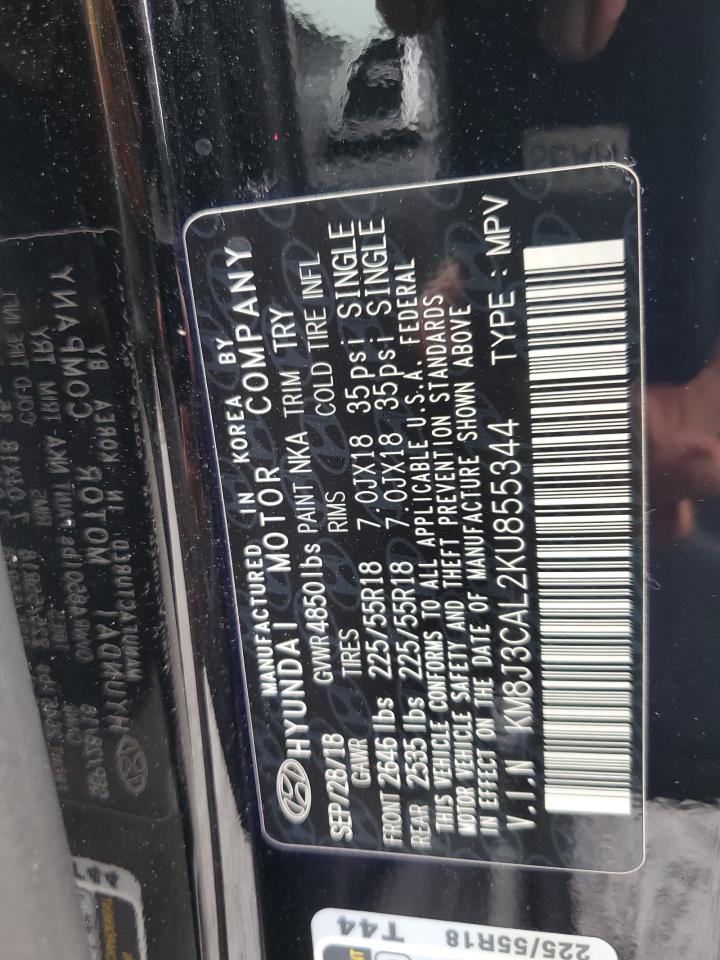 MANUFACTURED IN KOREA BY
HYUNDAI MOTOR COMPANY
SEP/28/18 GVWR 4850 lbs PAINT NKA TRIM TRY
GAWR TIRES RIMS COLD TIRE INFL
FRONT 2646 lbs 225/55R18 7.0JX18 35psi SINGLE
REAR 2535 lbs 225/55R18 7.0JX18 35psi SINGLE
THIS VEHICLE CONFORMS TO ALL APPLICABLE U.S.A. FEDERAL
MOTOR VEHICLE SAFETY AND THEFT PREVENTION STANDARDS
IN EFFECT ON THE DATE OF MANUFACTURE SHOWN ABOVE
V.I.N KM8J3CAL2KU855344 TYPE : MPV
T44
225/55R18